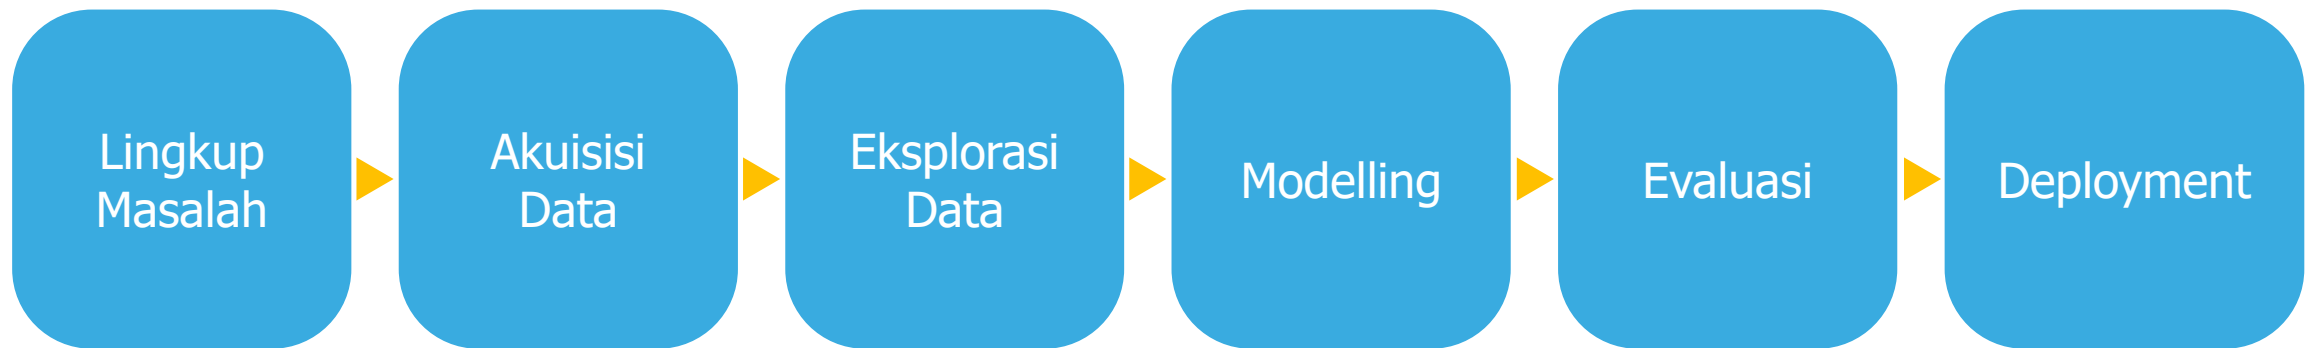 Lingkup
Masalah
Akuisisi
Data
Eksplorasi
Data
Modelling
Evaluasi
Deployment